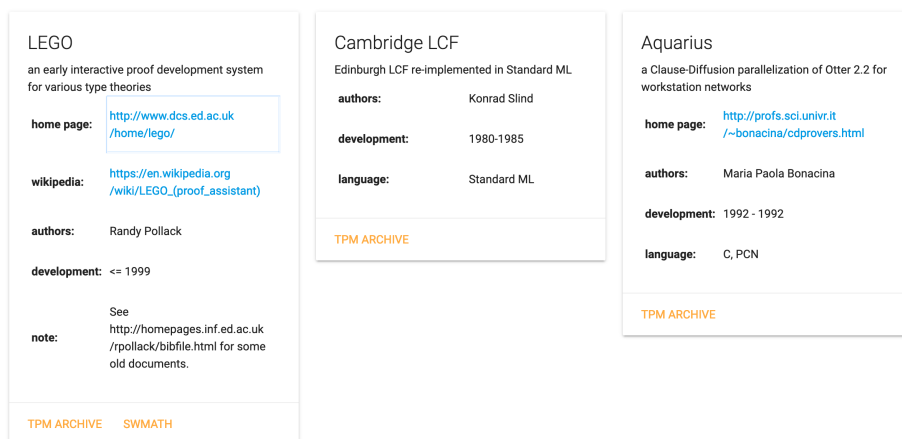 LEGO
an early interactive proof development system
for various type theories
home page: http://www.dcs.ed.ac.uk
/home/lego/
wikipedia: https://en.wikipedia.org
/wiki/LEGO_(proof_assistant)
authors: Randy Pollack
development: <= 1999
note: See
http://homepages.inf.ed.ac.uk
/rpollack/bibfile.html for some
old documents.
TPM ARCHIVE SWMATH
Cambridge LCF
Edinburgh LCF re-implemented in Standard ML
authors: Konrad Slind
development: 1980-1985
language: Standard ML
TPM ARCHIVE
Aquarius
a Clause-Diffusion parallelization of Otter 2.2 for
workstation networks
home page: http://profs.sci.univr.it
/~bonacina/cdprovers.html
authors: Maria Paola Bonacina
development: 1992 - 1992
language: C, PCN
TPM ARCHIVE